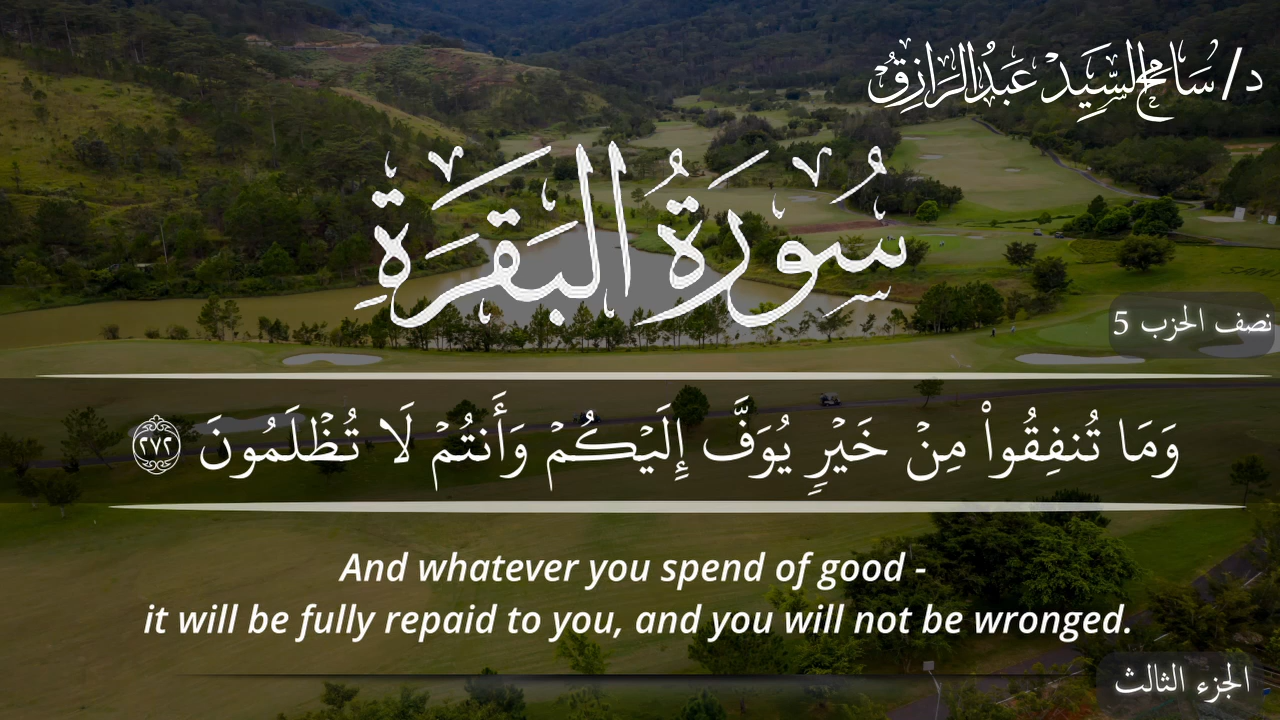 د/ سَامِح السَّيِّدْ عَبْدُ الرَّازِقْ
سُورَةُ البَقَرَةِ
نصف الحزب 5
وَمَا تُنفِقُوا۟ مِنْ خَيْرٍ يُوَفَّ إِلَيْكُمْ وَأَنتُمْ لَا تُظْلَمُونَ ٢٧٢
And whatever you spend of good -
it will be fully repaid to you, and you will not be wronged.
الجزء الثالث